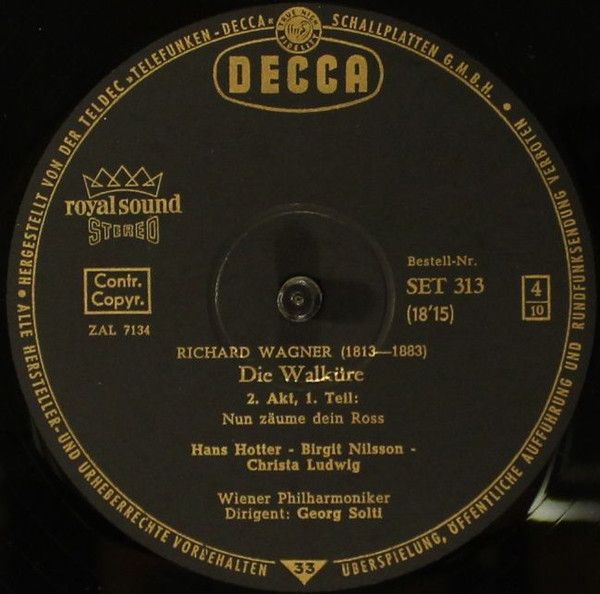 • HERGESTELLT VON DER TELDEC »TELEFUNKEN-DECCA« SCHALLPLATTEN G.M.B.H. •
DECCA
royal sound
STEREO
Contr.
Copyr.
ZAL 7134
Bestell-Nr.
SET 313
(18'15)
4
10
RICHARD WAGNER (1813—1883)
Die Walküre
2. Akt, 1. Teil:
Nun zäume dein Ross
Hans Hotter - Birgit Nilsson -
Christa Ludwig
Wiener Philharmoniker
Dirigent: Georg Solti
ALLE HERSTELLER- UND URHEBERRECHTE VORBEHALTEN
33
ÜBERSPIELUNG, ÖFFENTLICHE AUFFÜHRUNG UND RUNDFUNKSENDUNG VERBOTEN